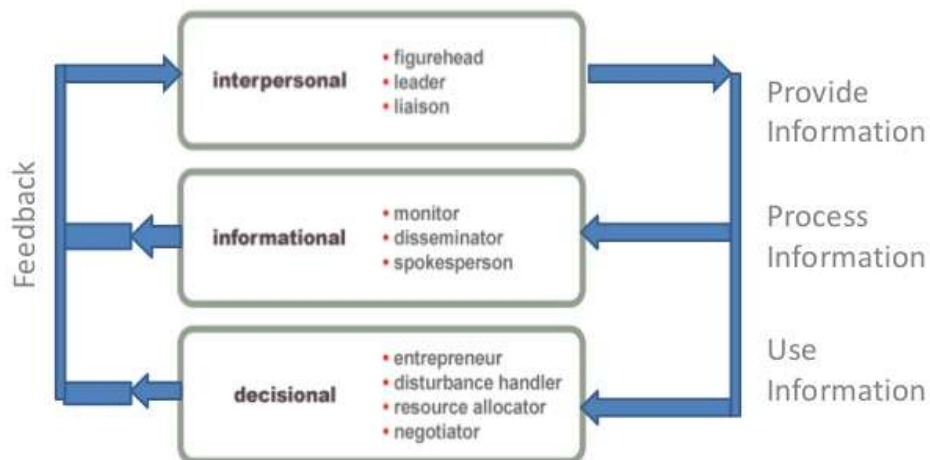 Feedback
interpersonal
• figurehead
• leader
• liaison
Provide
Information
informational
• monitor
• disseminator
• spokesperson
Process
Information
decisional
• entrepreneur
• disturbance handler
• resource allocator
• negotiator
Use
Information